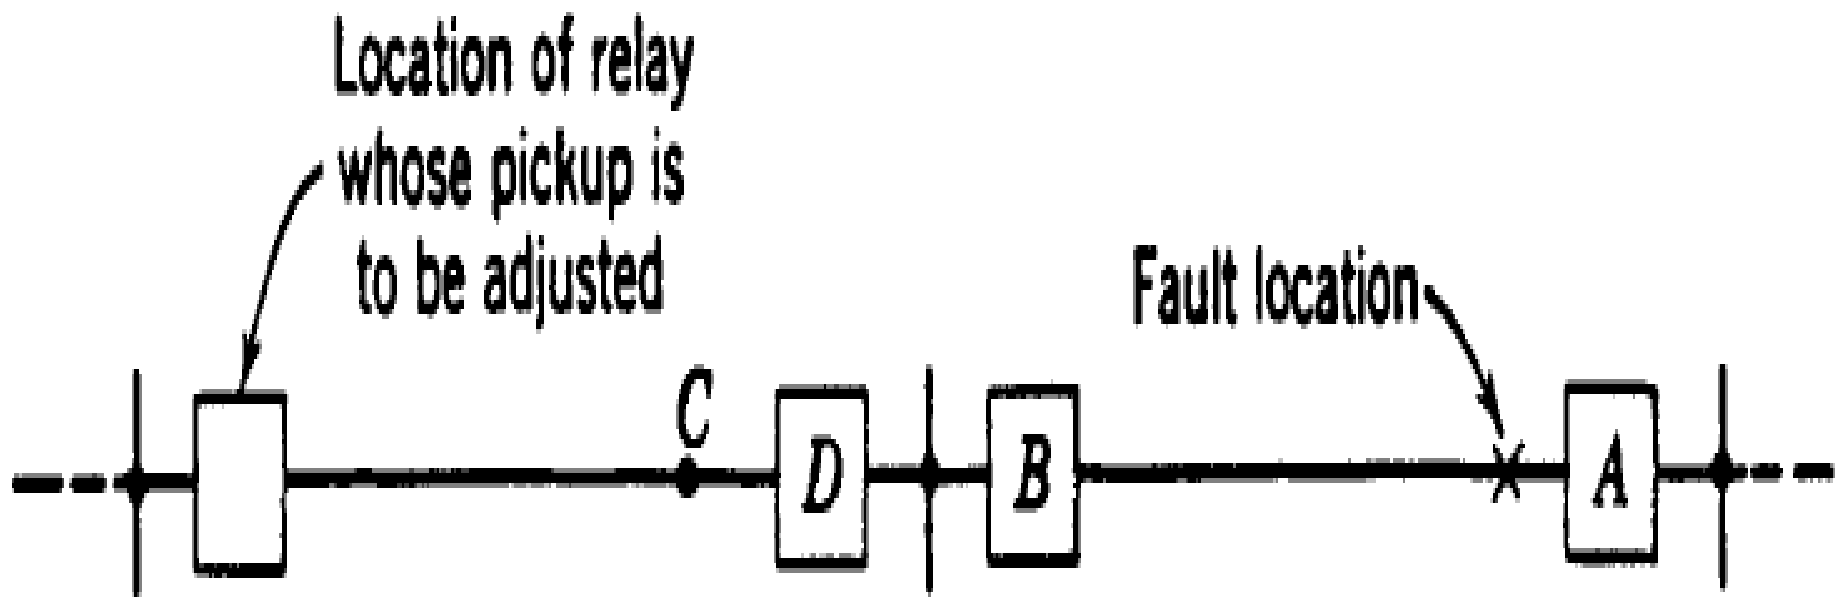 Location of relay
whose pickup is
to be adjusted
Fault location
C
D
B
A